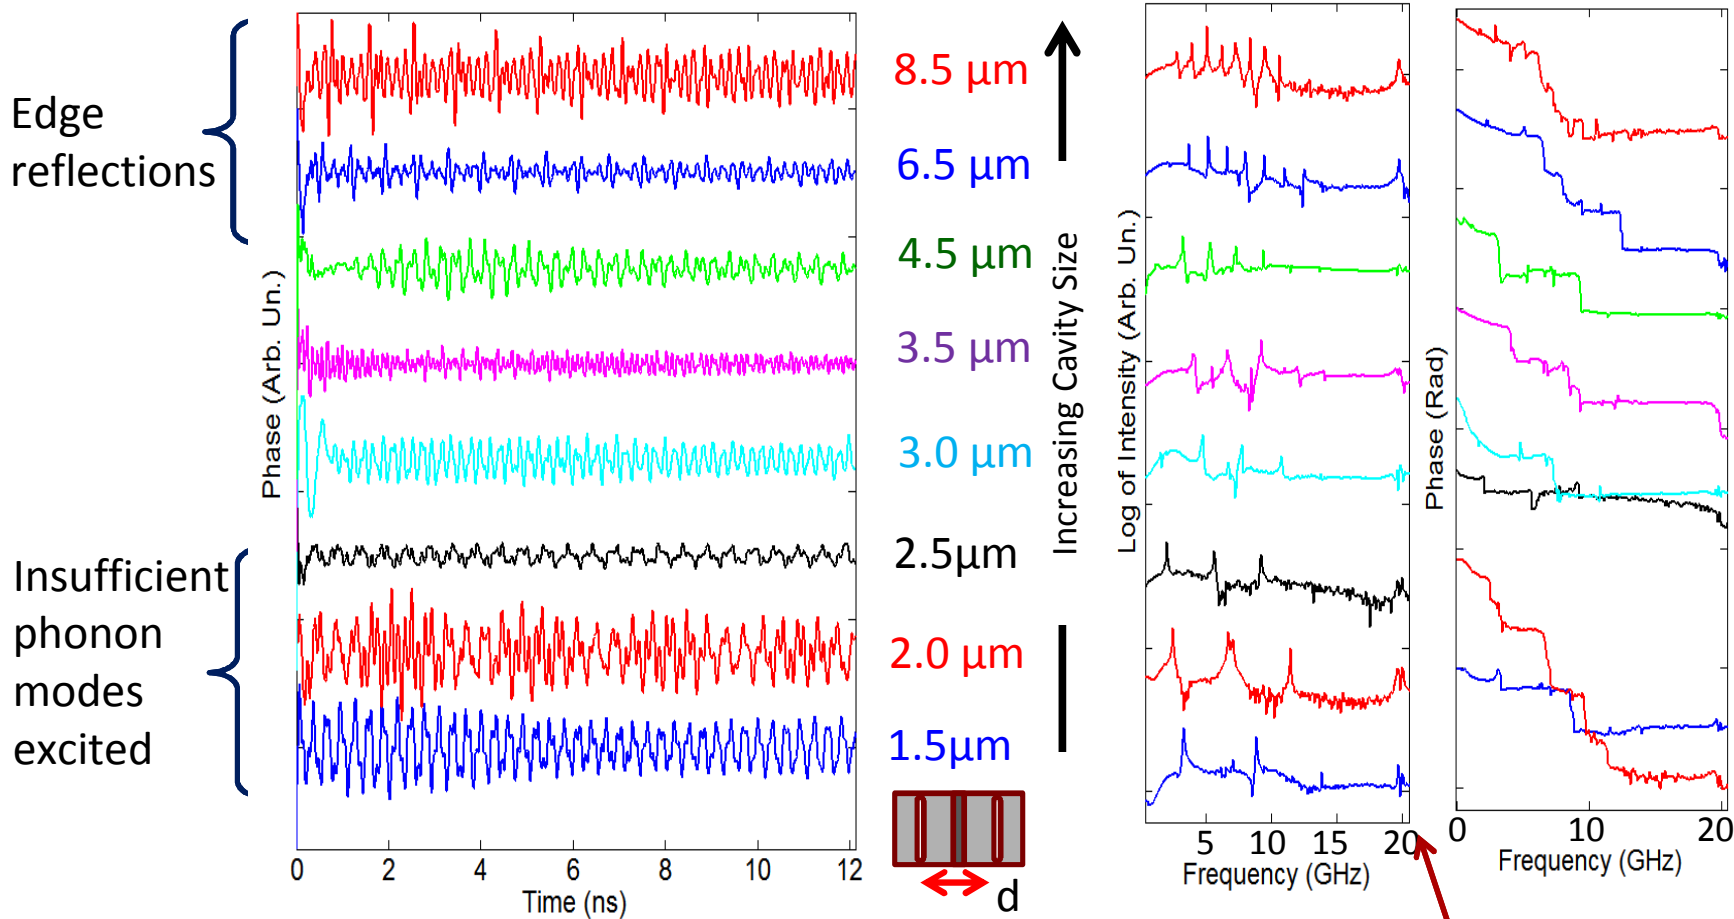 Edge
reflections
Insufficient
phonon
modes
excited
Phase (Arb. Un.)
0
2
4
6
8
10
12
Time (ns)
8.5 µm
6.5 µm
4.5 µm
3.5 µm
3.0 µm
2.5µm
2.0 µm
1.5µm
d
Increasing Cavity Size
Log of Intensity (Arb. Un.)
5
10
15
20
Frequency (GHz)
Phase (Rad)
0
10
20
Frequency (GHz)